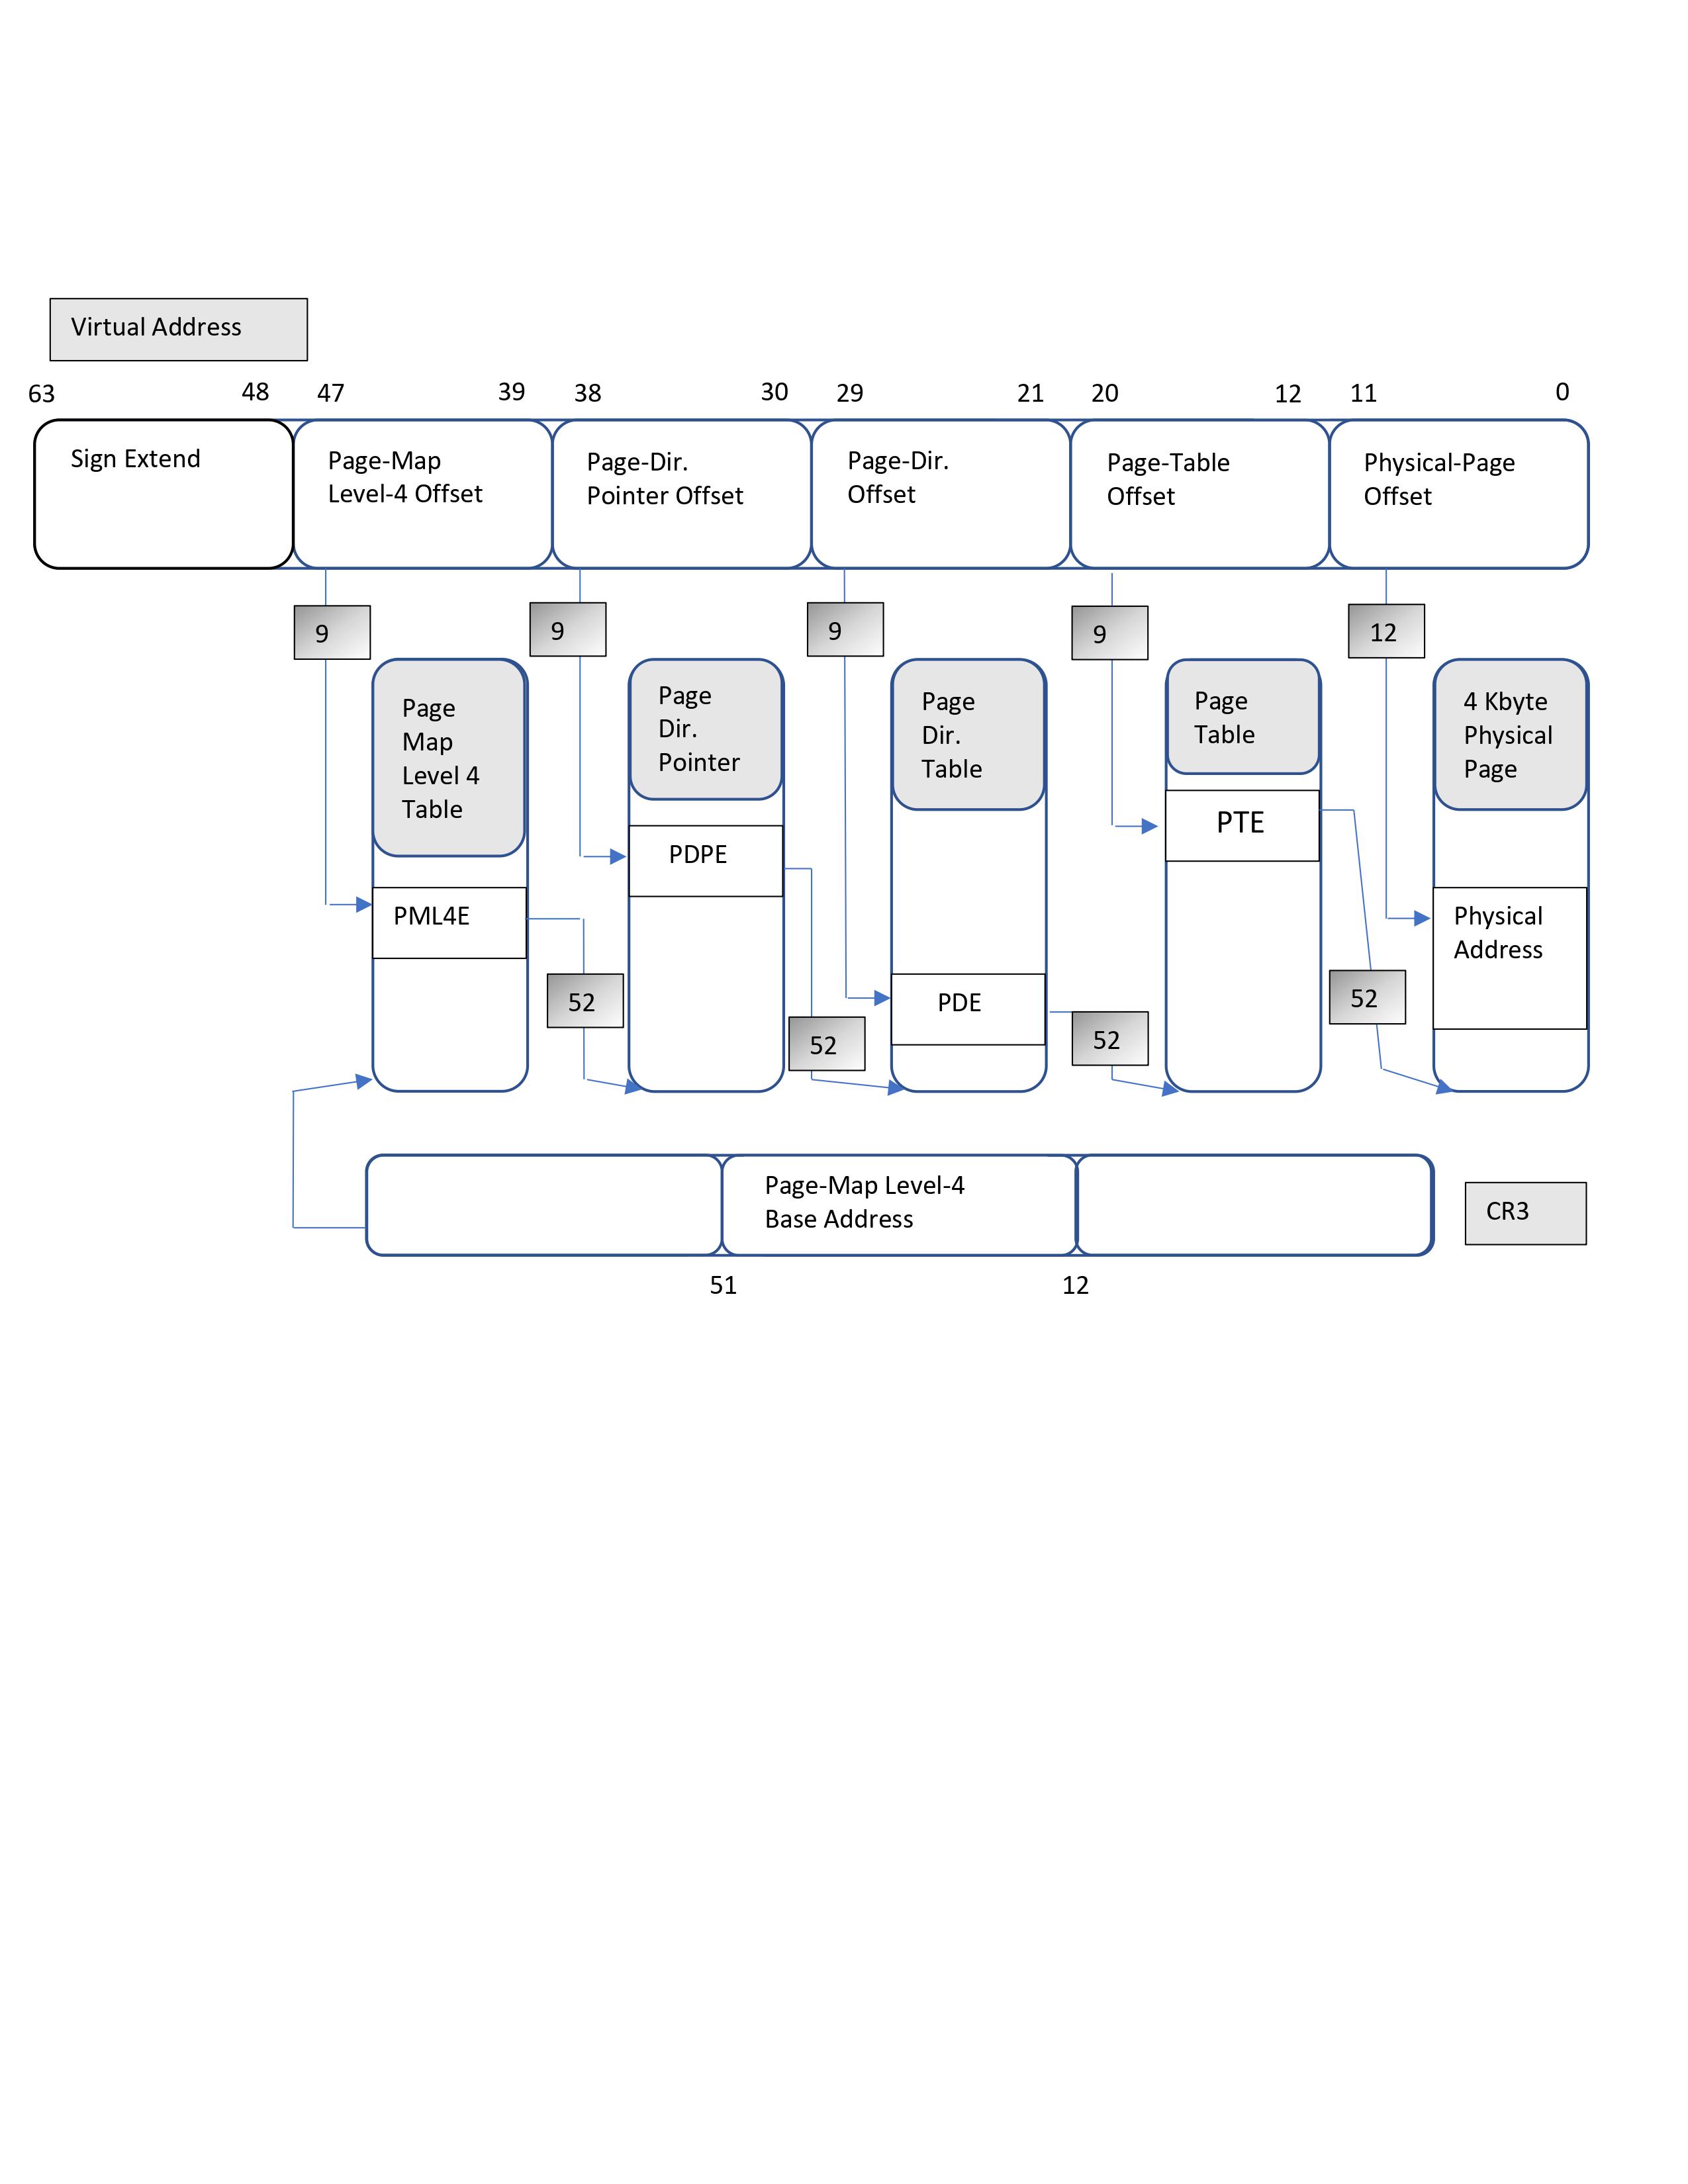 Virtual Address
63 48 47 39 38 30 29 21 20 12 11 0
Sign Extend
Page-Map
Level-4 Offset
Page-Dir.
Pointer Offset
Page-Dir.
Offset
Page-Table
Offset
Physical-Page
Offset
9
9
9
9
12
Page
Map
Level 4
Table
Page
Dir.
Pointer
Page
Dir.
Table
Page
Table
4 Kbyte
Physical
Page
PML4E
PDPE
PDE
PTE
Physical
Address
52
52
52
52
Page-Map Level-4
Base Address
CR3
51 12